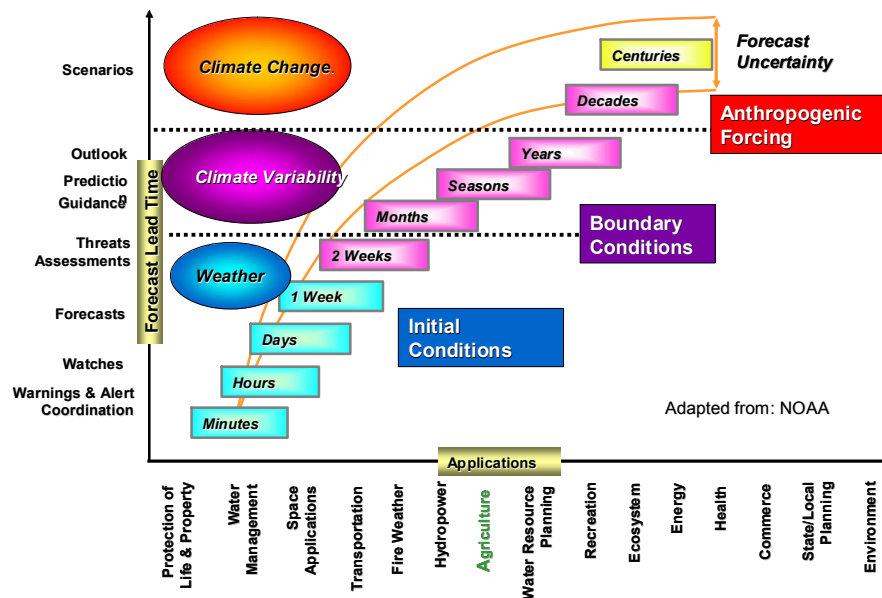 Scenarios
Outlook
Predictio
n
Guidance
Threats
Assessments
Forecasts
Watches
Warnings & Alert
Coordination
Forecast Lead Time
Climate Change.
Climate Variability
Weather
Centuries
Decades
Years
Seasons
Months
2 Weeks
1 Week
Days
Hours
Minutes
Forecast
Uncertainty
Anthropogenic
Forcing
Boundary
Conditions
Initial
Conditions
Adapted from: NOAA
Applications
Protection of
Life & Property
Water
Management
Space
Applications
Transportation
Fire Weather
Hydropower
Agriculture
Water Resource
Planning
Recreation
Ecosystem
Energy
Health
Commerce
State/Local
Planning
Environment